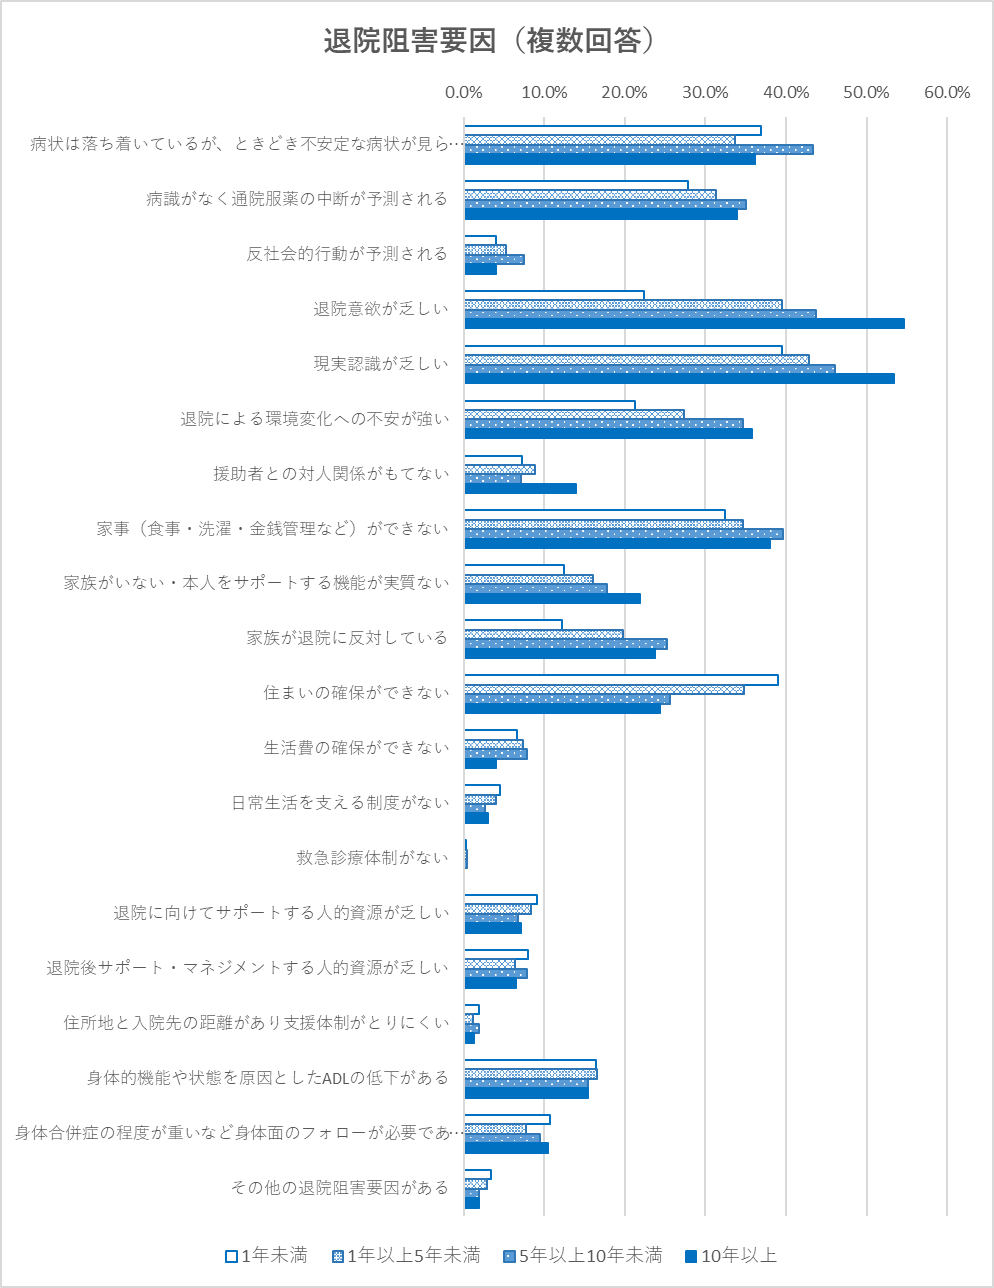 退院阻害要因（複数回答）
0.0% 10.0% 20.0% 30.0% 40.0% 50.0% 60.0%
病状は落ち着いているが、ときどき不安定な病状が見ら…
病識がなく通院服薬の中断が予測される
反社会的行動が予測される
退院意欲が乏しい
現実認識が乏しい
退院による環境変化への不安が強い
援助者との対人関係がもてない
家事（食事・洗濯・金銭管理など）ができない
家族がいない・本人をサポートする機能が実質ない
家族が退院に反対している
住まいの確保ができない
生活費の確保ができない
日常生活を支える制度がない
救急診療体制がない
退院に向けてサポートする人的資源が乏しい
退院後サポート・マネジメントする人的資源が乏しい
住所地と入院先の距離があり支援体制がとりにくい
身体的機能や状態を原因としたADLの低下がある
身体合併症の程度が重いなど身体面のフォローが必要であ…
その他の退院阻害要因がある
1年未満 1年以上5年未満 5年以上10年未満 10年以上